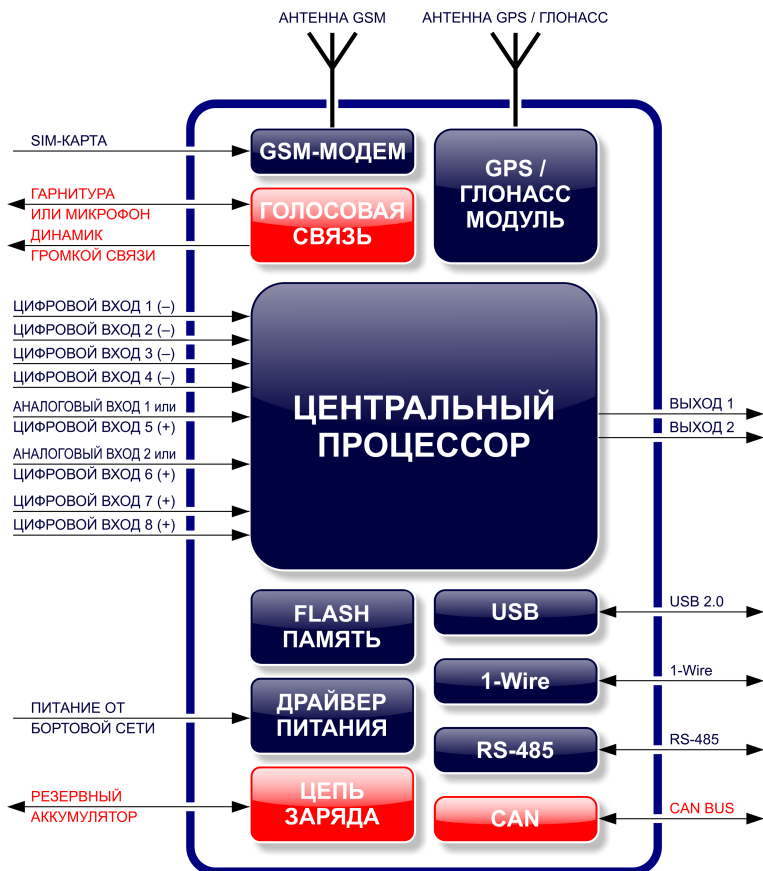 АНТЕННА GSM
АНТЕННА GPS / ГЛОНАСС
SIM-КАРТА
GSM-МОДЕМ
GPS /
ГЛОНАСС
МОДУЛЬ
ГАРНИТУРА
ИЛИ МИКРОФОН
ДИНАМИК
ГРОМКОЙ СВЯЗИ
ГОЛОСОВАЯ
СВЯЗЬ
ЦИФРОВОЙ ВХОД 1 (–)
ЦИФРОВОЙ ВХОД 2 (–)
ЦИФРОВОЙ ВХОД 3 (–)
ЦИФРОВОЙ ВХОД 4 (–)
АНАЛОГОВЫЙ ВХОД 1 или
ЦИФРОВОЙ ВХОД 5 (+)
АНАЛОГОВЫЙ ВХОД 2 или
ЦИФРОВОЙ ВХОД 6 (+)
ЦИФРОВОЙ ВХОД 7 (+)
ЦИФРОВОЙ ВХОД 8 (+)
ЦЕНТРАЛЬНЫЙ
ПРОЦЕССОР
ВЫХОД 1
ВЫХОД 2
FLASH
ПАМЯТЬ
USB
USB 2.0
1-Wire
1-Wire
ПИТАНИЕ ОТ
БОРТОВОЙ СЕТИ
ДРАЙВЕР
ПИТАНИЯ
RS-485
RS-485
РЕЗЕРВНЫЙ
АККУМУЛЯТОР
ЦЕПЬ
ЗАРЯДА
CAN
CAN BUS